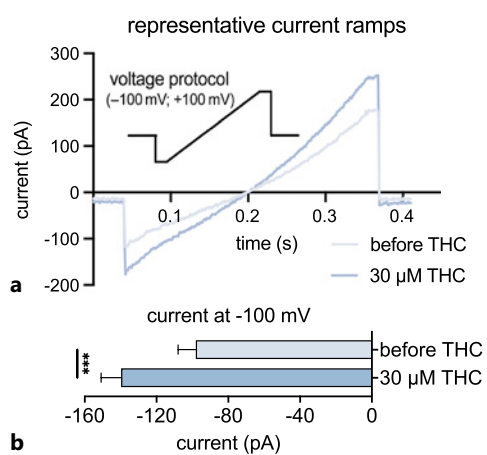 representative current ramps
300
200
100
0
-100
-200
current (pA)
voltage protocol
(−100 mV; +100 mV)
0.1
0.2
0.3
0.4
time (s)
before THC
30 µM THC
a
current at -100 mV
***
before THC
30 µM THC
-160
-120
-80
-40
0
current (pA)
b